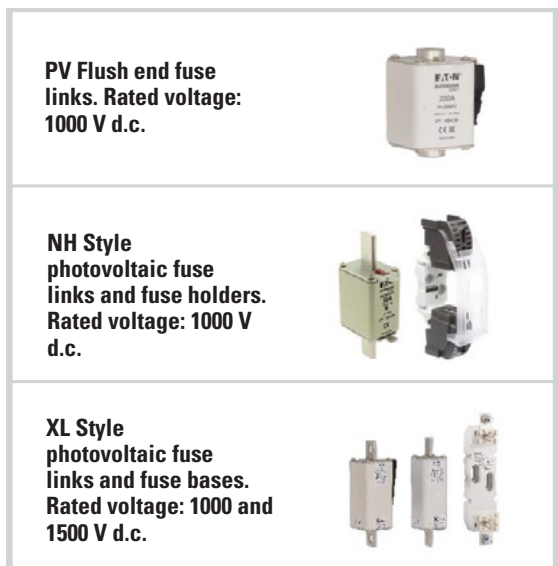 PV Flush end fuse
links. Rated voltage:
1000 V d.c.
EATON
BUSSMANN
200A
NH Style
photovoltaic fuse
links and fuse holders.
Rated voltage: 1000 V
d.c.
XL Style
photovoltaic fuse
links and fuse bases.
Rated voltage: 1000 and
1500 V d.c.